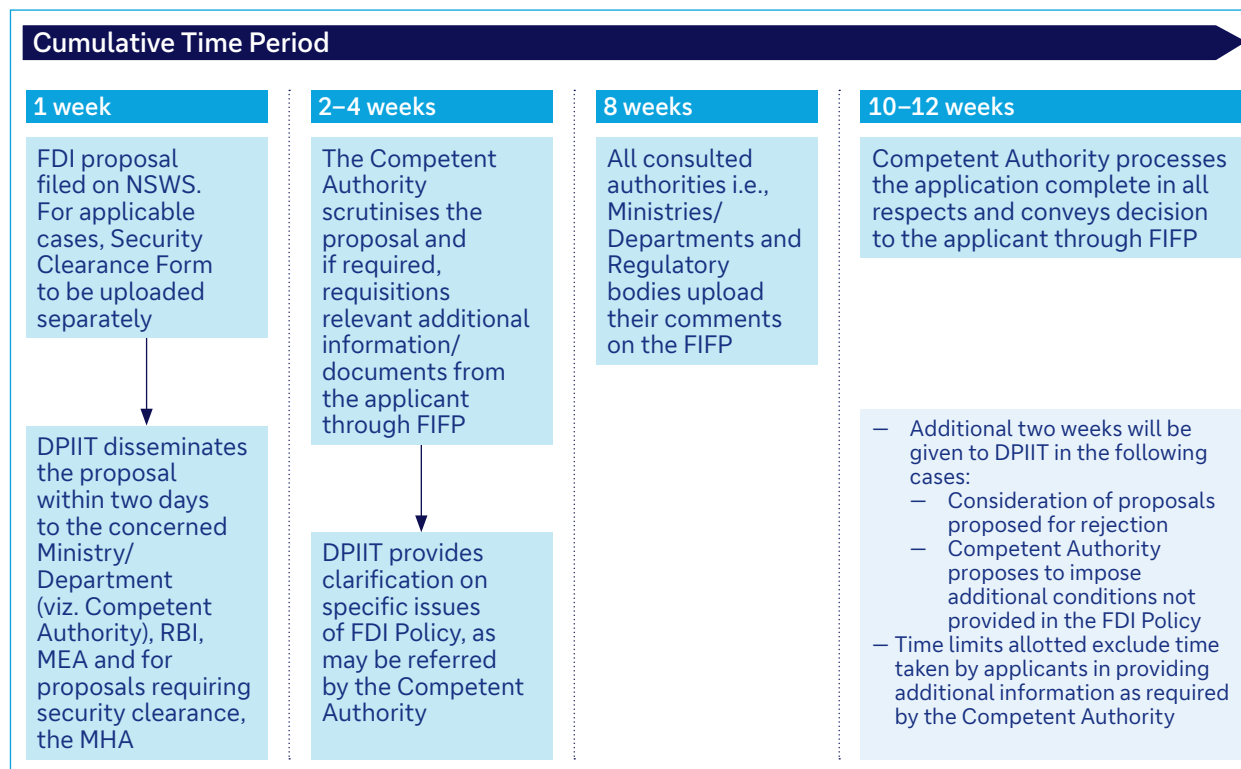 Cumulative Time Period
1 week
FDI proposal
filed on NSWS.
For applicable
cases, Security
Clearance Form
to be uploaded
separately
DPIIT disseminates
the proposal
within two days
to the concerned
Ministry/
Department
(viz. Competent
Authority), RBI,
MEA and for
proposals requiring
security clearance,
the MHA
2–4 weeks
The Competent
Authority
scrutinises the
proposal and
if required,
requisitions
relevant additional
information/
documents from
the applicant
through FIFP
DPIIT provides
clarification on
specific issues
of FDI Policy, as
may be referred
by the Competent
Authority
8 weeks
All consulted
authorities i.e.,
Ministries/
Departments and
Regulatory
bodies upload
their comments
on the FIFP
10–12 weeks
Competent Authority processes
the application complete in all
respects and conveys decision
to the applicant through FIFP
— Additional two weeks will be
given to DPIIT in the following
cases:
— Consideration of proposals
proposed for rejection
— Competent Authority
proposes to impose
additional conditions not
provided in the FDI Policy
— Time limits allotted exclude time
taken by applicants in providing
additional information as required
by the Competent Authority